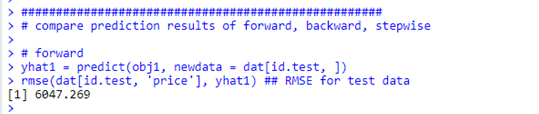 > ####################################################
> # compare prediction results of forward, backward, stepwise
>
> # forward
> yhat1 = predict(obj1, newdata = dat[id.test, ])
> rmse(dat[id.test, 'price'], yhat1) ## RMSE for test data
[1] 6047.269
>